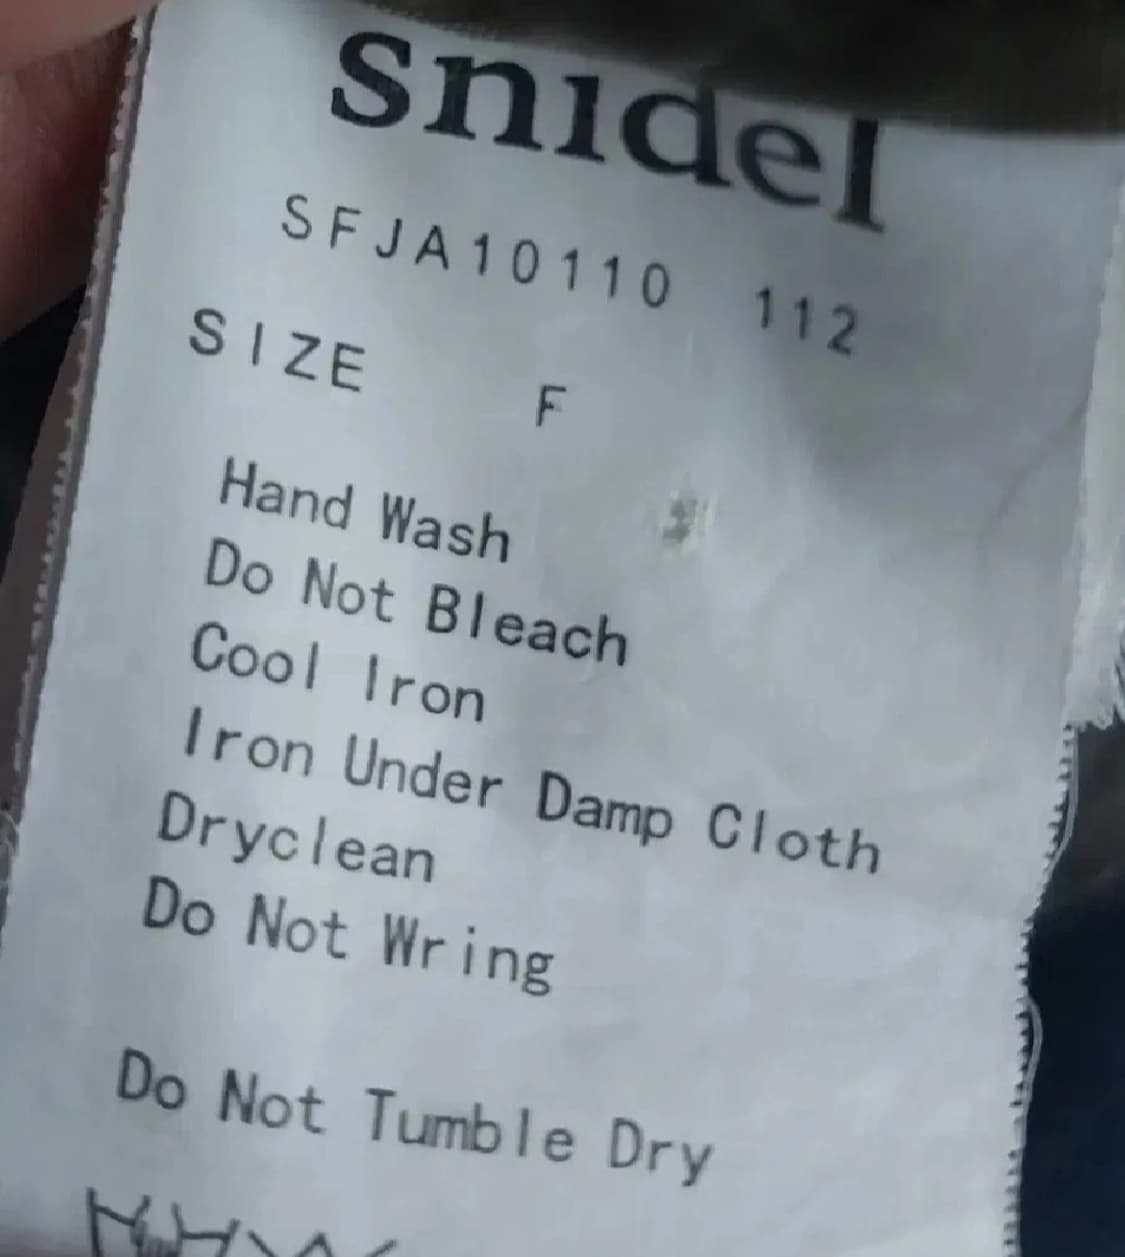 snidel
SFJA10110 112
SIZE F
Hand Wash
Do Not Bleach
Cool Iron
Iron Under Damp Cloth
Dryclean
Do Not Wring
Do Not Tumble Dry